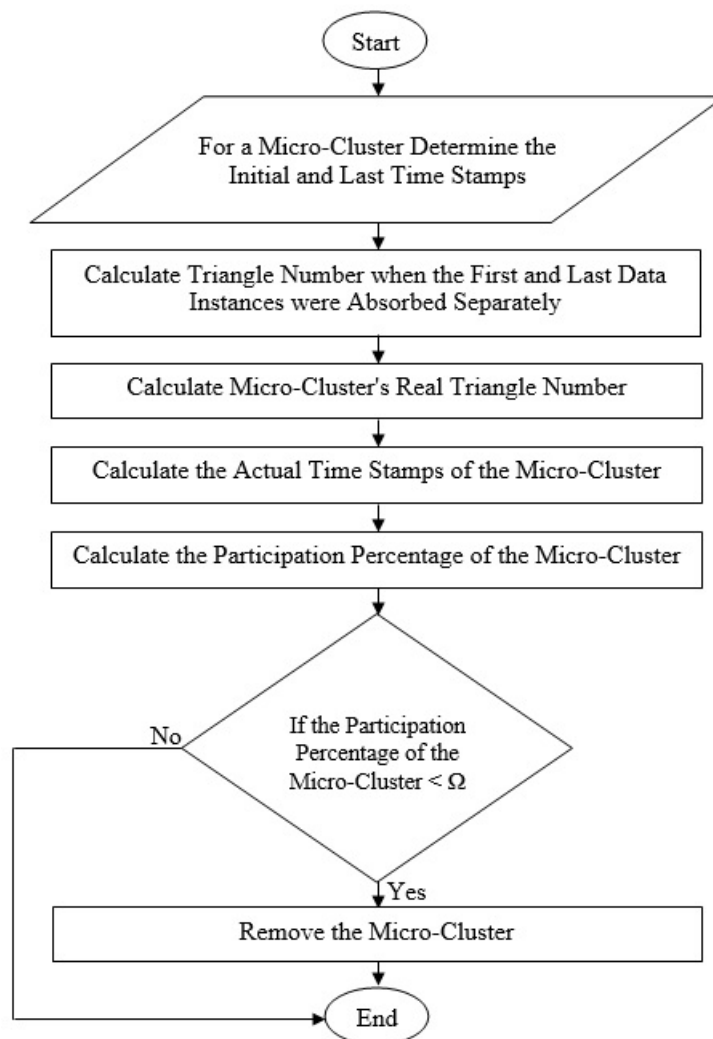 Start
For a Micro-Cluster Determine the
Initial and Last Time Stamps
Calculate Triangle Number when the First and Last Data
Instances were Absorbed Separately
Calculate Micro-Cluster's Real Triangle Number
Calculate the Actual Time Stamps of the Micro-Cluster
Calculate the Participation Percentage of the Micro-Cluster
If the Participation
Percentage of the
Micro-Cluster < Ω
No
Yes
Remove the Micro-Cluster
End